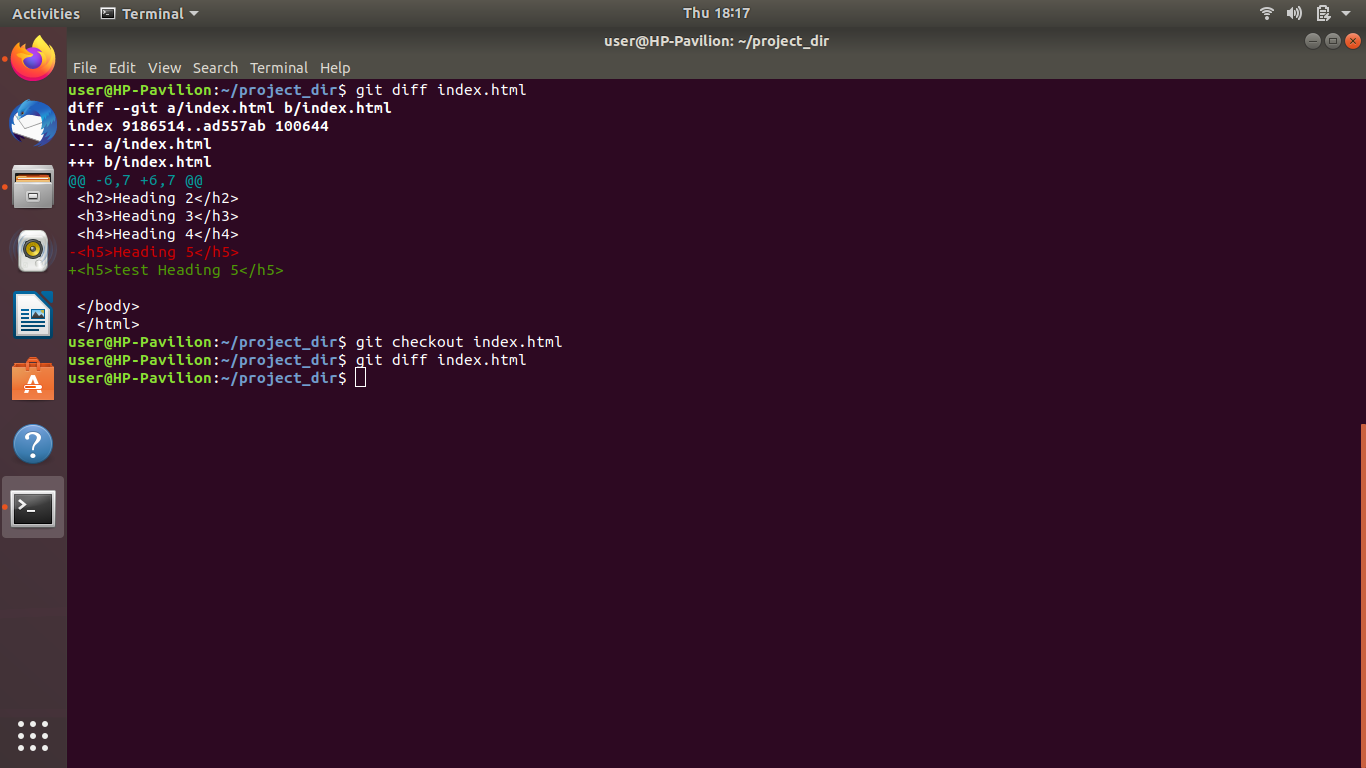 Activities Terminal Thu 18:17
user@HP-Pavilion: ~/project_dir
File Edit View Search Terminal Help
user@HP-Pavilion:~/project_dir$ git diff index.html
diff --git a/index.html b/index.html
index 9186514..ad557ab 100644
--- a/index.html
+++ b/index.html
@@ -6,7 +6,7 @@
 <h2>Heading 2</h2>
 <h3>Heading 3</h3>
 <h4>Heading 4</h4>
-<h5>Heading 5</h5>
+<h5>test Heading 5</h5>
 </body>
 </html>
user@HP-Pavilion:~/project_dir$ git checkout index.html
user@HP-Pavilion:~/project_dir$ git diff index.html
user@HP-Pavilion:~/project_dir$